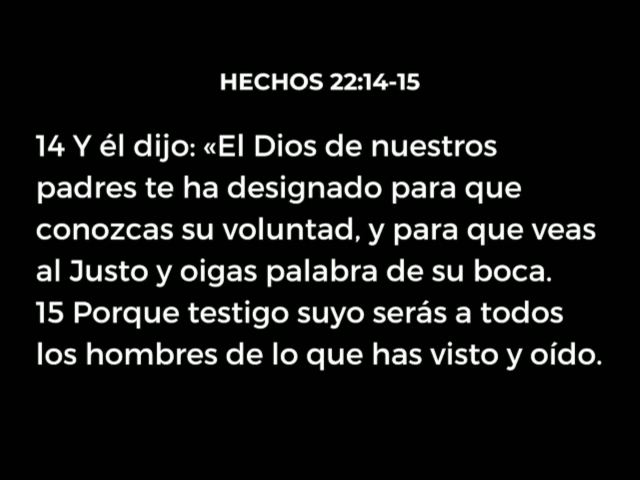 HECHOS 22:14-15
14 Y él dijo: «El Dios de nuestros
padres te ha designado para que
conozcas su voluntad, y para que veas
al Justo y oigas palabra de su boca.
15 Porque testigo suyo serás a todos
los hombres de lo que has visto y oído.